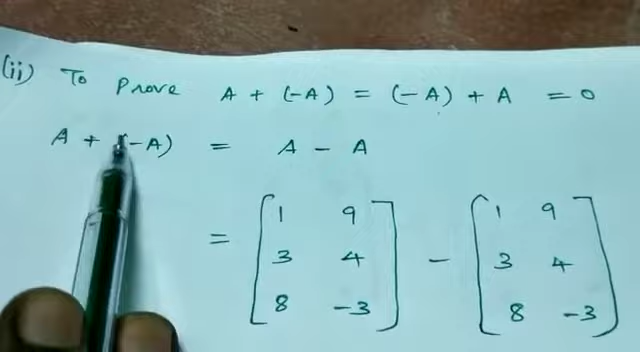 (ii) To Prove A + (-A) = (-A) + A = 0
A + (-A) = A - A
= [1 9 3 4 8 -3] - [1 9 3 4 8 -3]